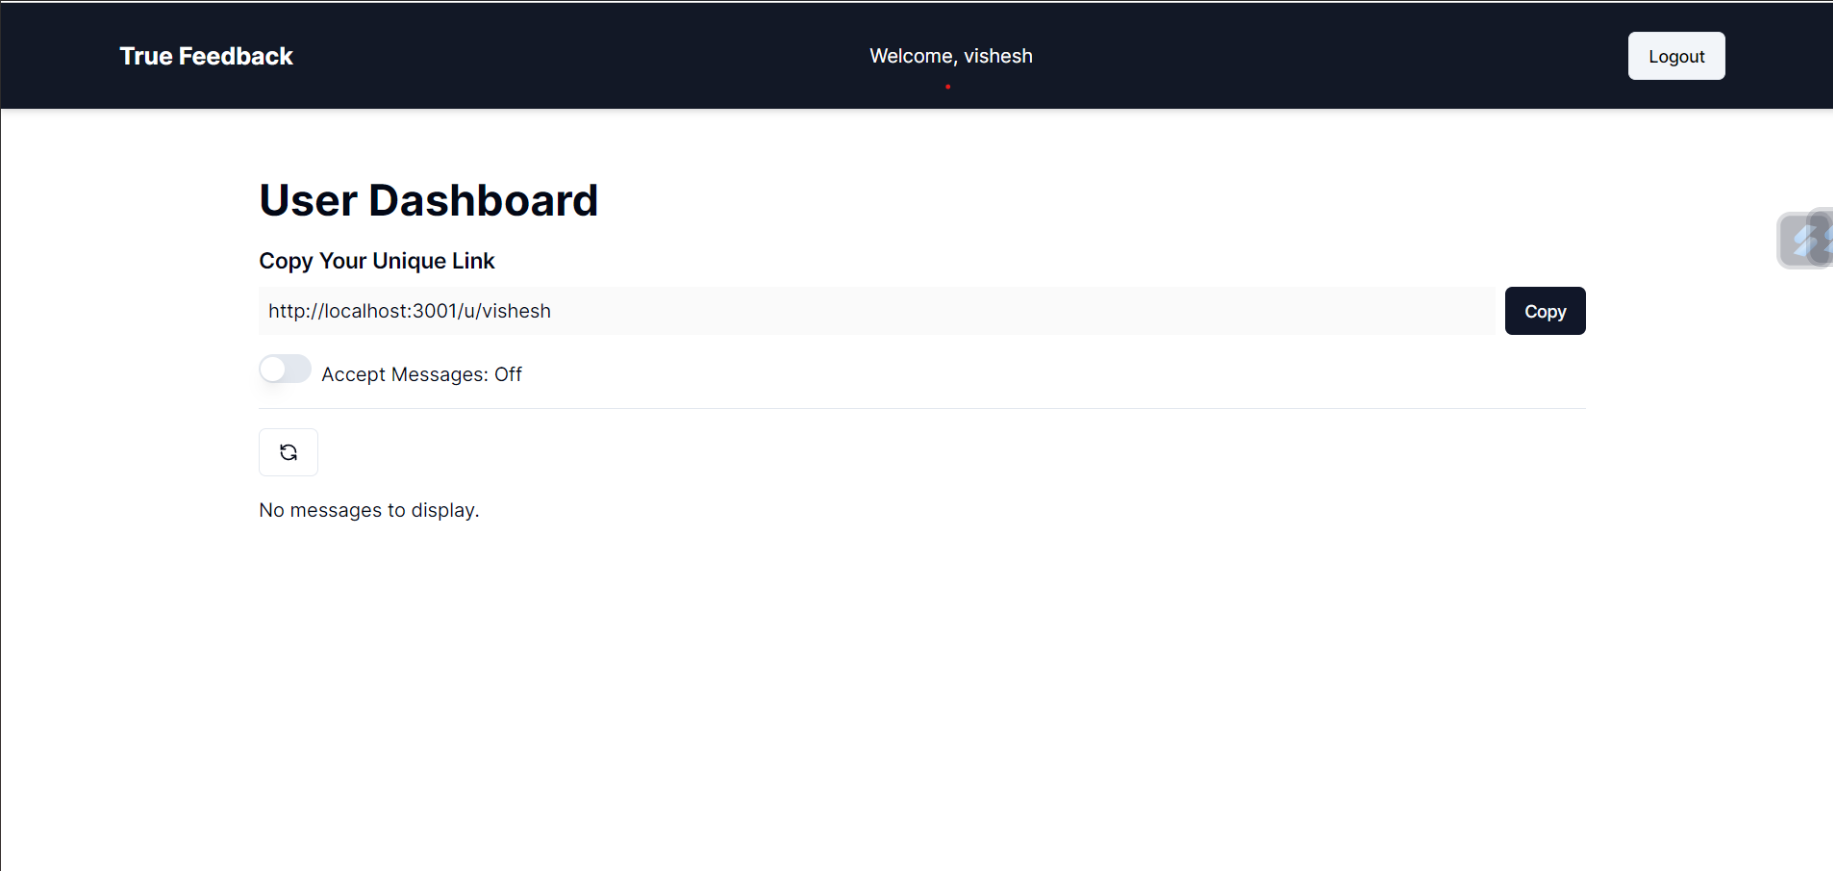 True Feedback
Welcome, vishesh
Logout
User Dashboard
Copy Your Unique Link
http://localhost:3001/u/vishesh
Copy
Accept Messages: Off
No messages to display.